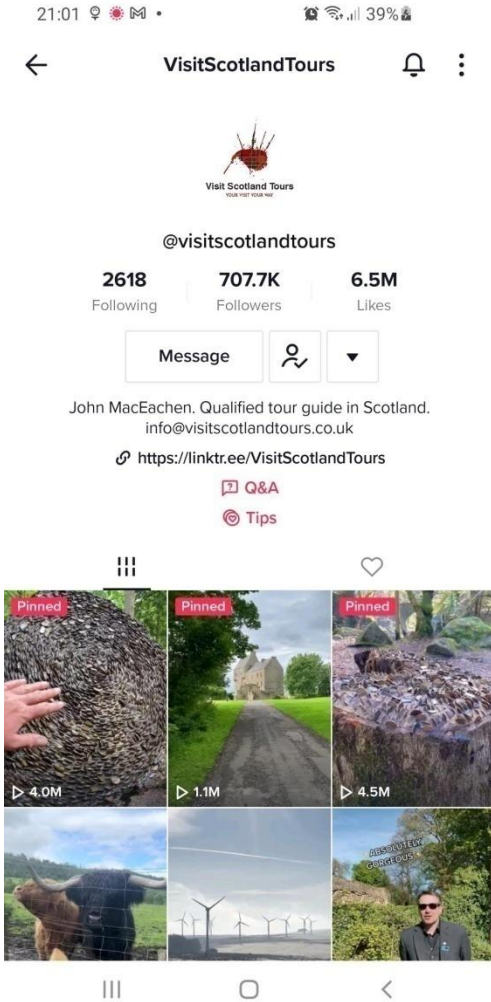 21:01
39%
VisitScotlandTours
Visit Scotland Tours
YOUR VISIT YOUR WAY
@visitscotlandtours
2618 707.7K 6.5M
Following Followers Likes
Message
John MacEachen. Qualified tour guide in Scotland.
info@visitscotlandtours.co.uk
https://linktr.ee/VisitScotlandTours
Q&A
Tips
Pinned Pinned Pinned
4.0M 1.1M 4.5M
ABSOLUTELY
GORGEOUS